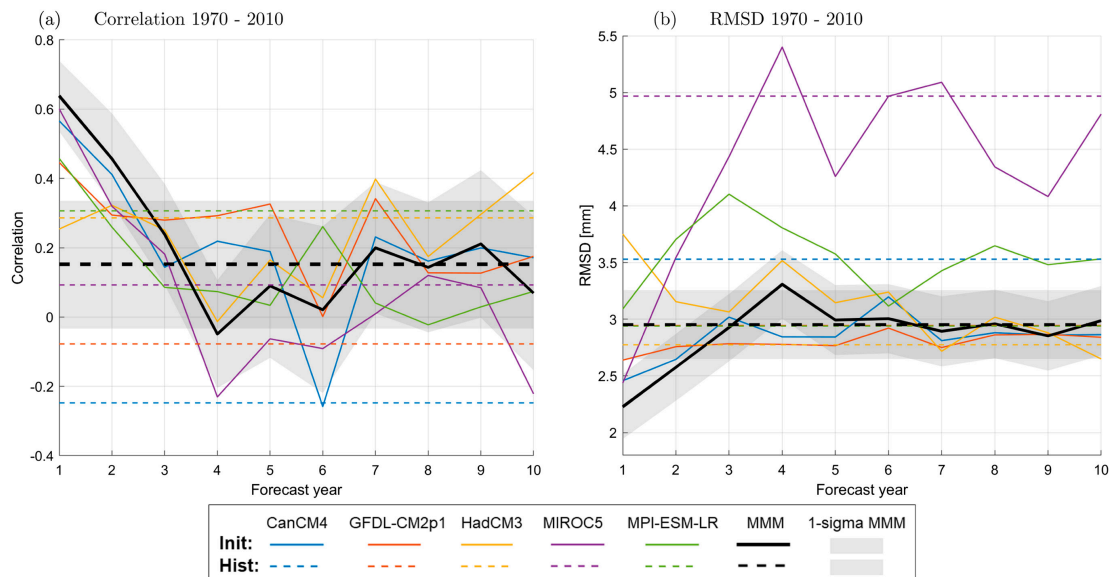 (a) Correlation 1970 - 2010
0.8
0.6
0.4
0.2
0
-0.2
-0.4
Correlation
1 2 3 4 5 6 7 8 9 10
Forecast year
(b) RMSD 1970 - 2010
5.5
5
4.5
4
3.5
3
2.5
2
RMSD [mm]
1 2 3 4 5 6 7 8 9 10
Forecast year
CanCM4 GFDL-CM2p1 HadCM3 MIROC5 MPI-ESM-LR MMM 1-sigma MMM
Init:
Hist: